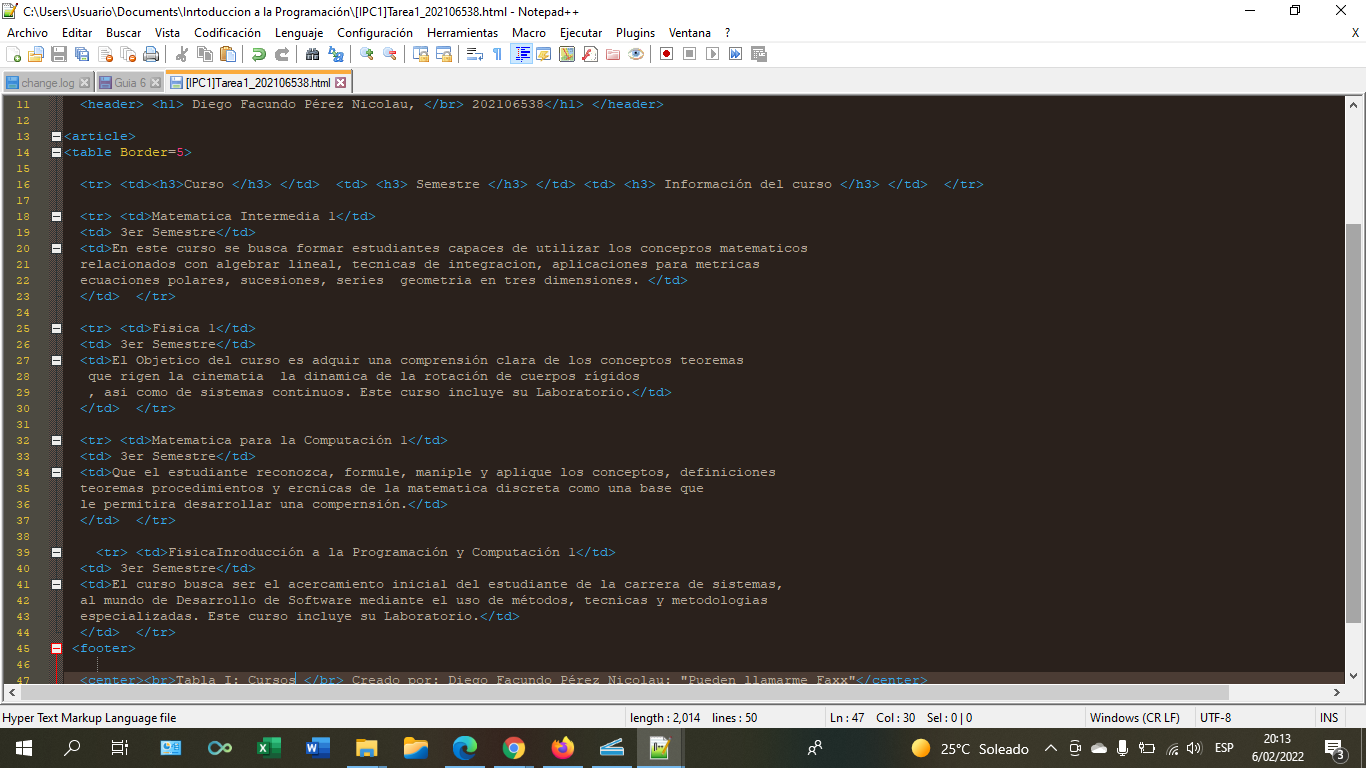 C:\Users\Usuario\Documents\Inrtoduccion a la Programación\[IPC1]Tarea1_202106538.html - Notepad++
Archivo Editar Buscar Vista Codificación Lenguaje Configuración Herramientas Macro Ejecutar Plugins Ventana ? X
change.log Guia 6 [IPC1]Tarea1_202106538.html
11 <header> <h1> Diego Facundo Pérez Nicolau, </br> 202106538</h1> </header>
12
13 <article>
14 <table Border=5>
15
16 <tr> <td><h3>Curso </h3> </td>  <td> <h3> Semestre </h3> </td> <td> <h3> Información del curso </h3> </td>  </tr>
17
18 <tr> <td>Matematica Intermedia 1</td>
19 <td> 3er Semestre</td>
20 <td>En este curso se busca formar estudiantes capaces de utilizar los concepros matematicos
21 relacionados con algebrar lineal, tecnicas de integracion, aplicaciones para metricas
22 ecuaciones polares, sucesiones, series  geometria en tres dimensiones. </td>
23 </td>  </tr>
24
25 <tr> <td>Fisica 1</td>
26 <td> 3er Semestre</td>
27 <td>El Objetico del curso es adquir una comprensión clara de los conceptos teoremas
28 que rigen la cinematia  la dinamica de la rotación de cuerpos rígidos
29 , asi como de sistemas continuos. Este curso incluye su Laboratorio.</td>
30 </td>  </tr>
31
32 <tr> <td>Matematica para la Computación 1</td>
33 <td> 3er Semestre</td>
34 <td>Que el estudiante reconozca, formule, maniple y aplique los conceptos, definiciones
35 teoremas procedimientos y ercnicas de la matematica discreta como una base que
36 le permitira desarrollar una compernsión.</td>
37 </td>  </tr>
38
39 <tr> <td>FisicaInroducción a la Programación y Computación 1</td>
40 <td> 3er Semestre</td>
41 <td>El curso busca ser el acercamiento inicial del estudiante de la carrera de sistemas,
42 al mundo de Desarrollo de Software mediante el uso de métodos, tecnicas y metodologias
43 especializadas. Este curso incluye su Laboratorio.</td>
44 </td>  </tr>
45 <footer>
46
47 <center><br>Tabla I: Cursos </br> Creado por: Diego Facundo Pérez Nicolau: "Pueden llamarme Faxx"</center>
Hyper Text Markup Language file length : 2,014 lines : 50 Ln : 47 Col : 30 Sel : 0 | 0 Windows (CR LF) UTF-8 INS
25°C Soleado ESP 20:13
6/02/2022 3